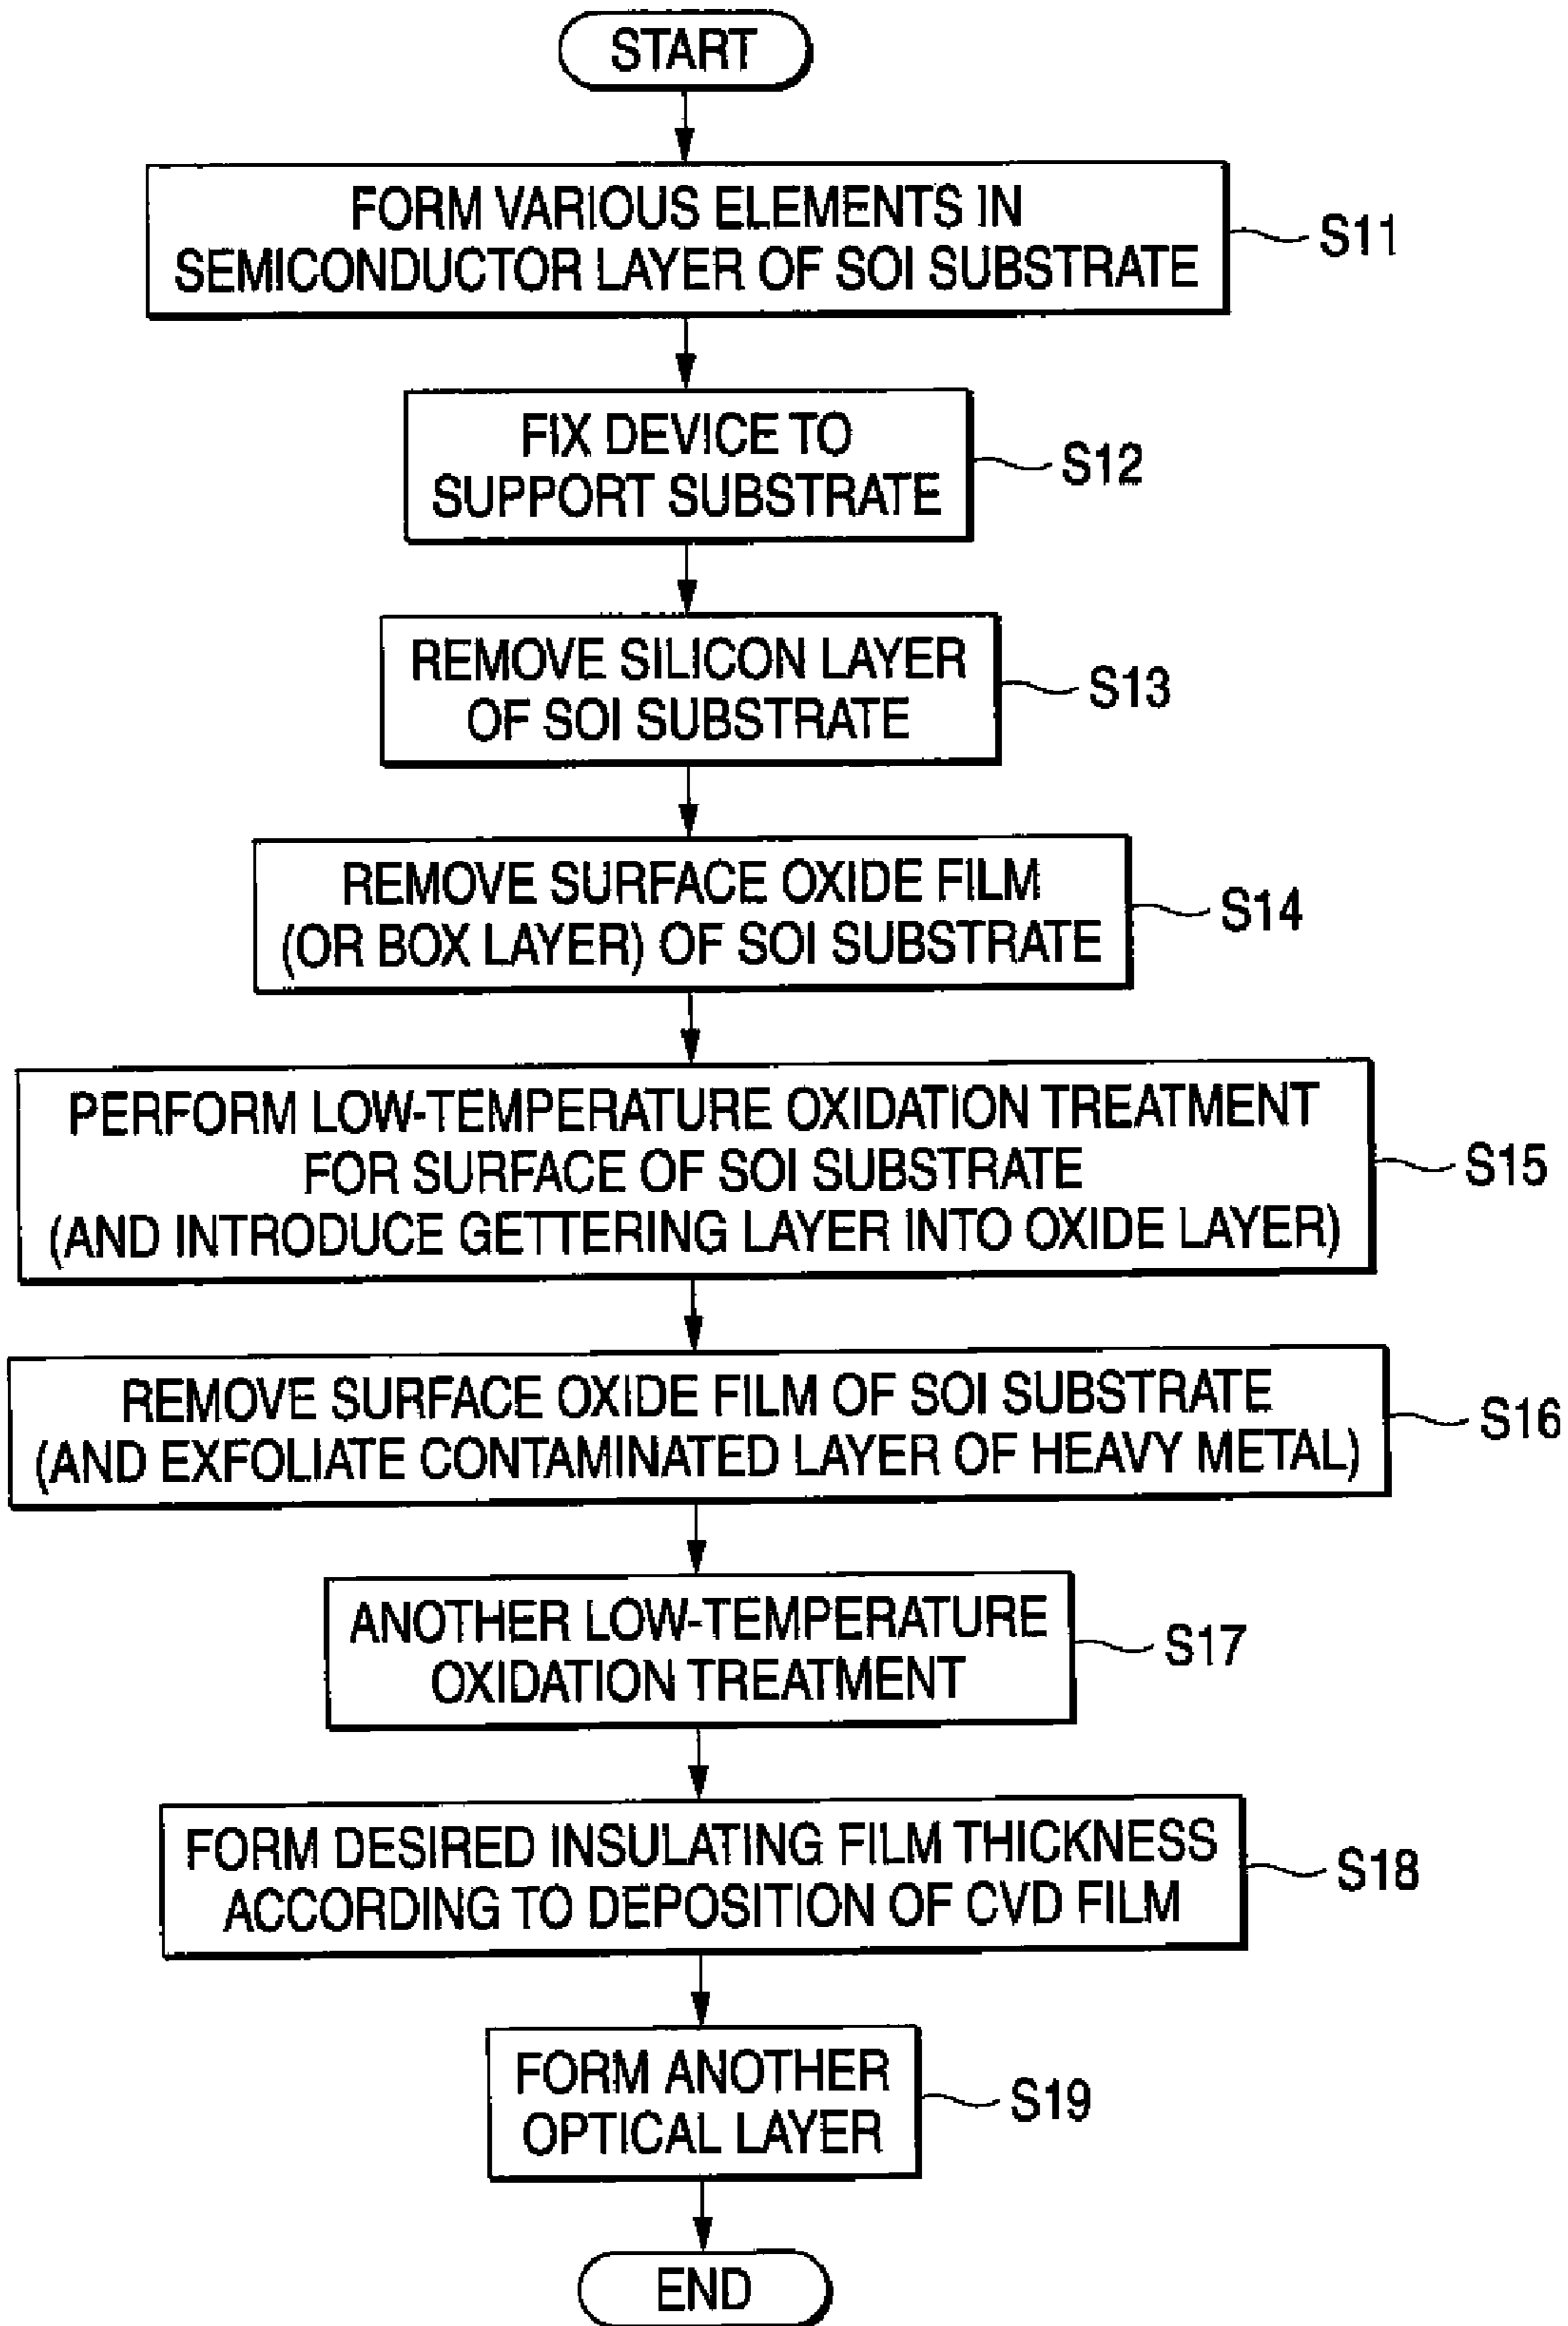 START
FORM VARIOUS ELEMENTS IN
SEMICONDUCTOR LAYER OF SOI SUBSTRATE
S11
FIX DEVICE TO
SUPPORT SUBSTRATE
S12
REMOVE SILICON LAYER
OF SOI SUBSTRATE
S13
REMOVE SURFACE OXIDE FILM
(OR BOX LAYER) OF SOI SUBSTRATE
S14
PERFORM LOW-TEMPERATURE OXIDATION TREATMENT
FOR SURFACE OF SOI SUBSTRATE
(AND INTRODUCE GETTERING LAYER INTO OXIDE LAYER)
S15
REMOVE SURFACE OXIDE FILM OF SOI SUBSTRATE
(AND EXFOLIATE CONTAMINATED LAYER OF HEAVY METAL)
S16
ANOTHER LOW-TEMPERATURE
OXIDATION TREATMENT
S17
FORM DESIRED INSULATING FILM THICKNESS
ACCORDING TO DEPOSITION OF CVD FILM
S18
FORM ANOTHER
OPTICAL LAYER
S19
END